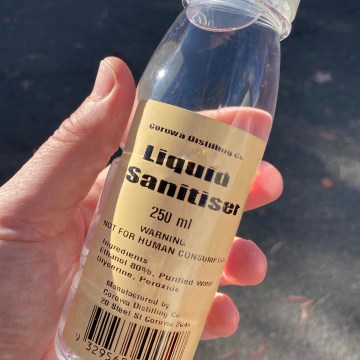 Corowa Distilling Co
Liquid
Sanitiser
250 ml
WARNING
NOT FOR HUMAN CONSUMPTION
Ingredients
Ethanol 80%, Purified Water
Glycerine, Peroxide
Manufactured by
Corowa Distilling Co
20 Steel St Corowa